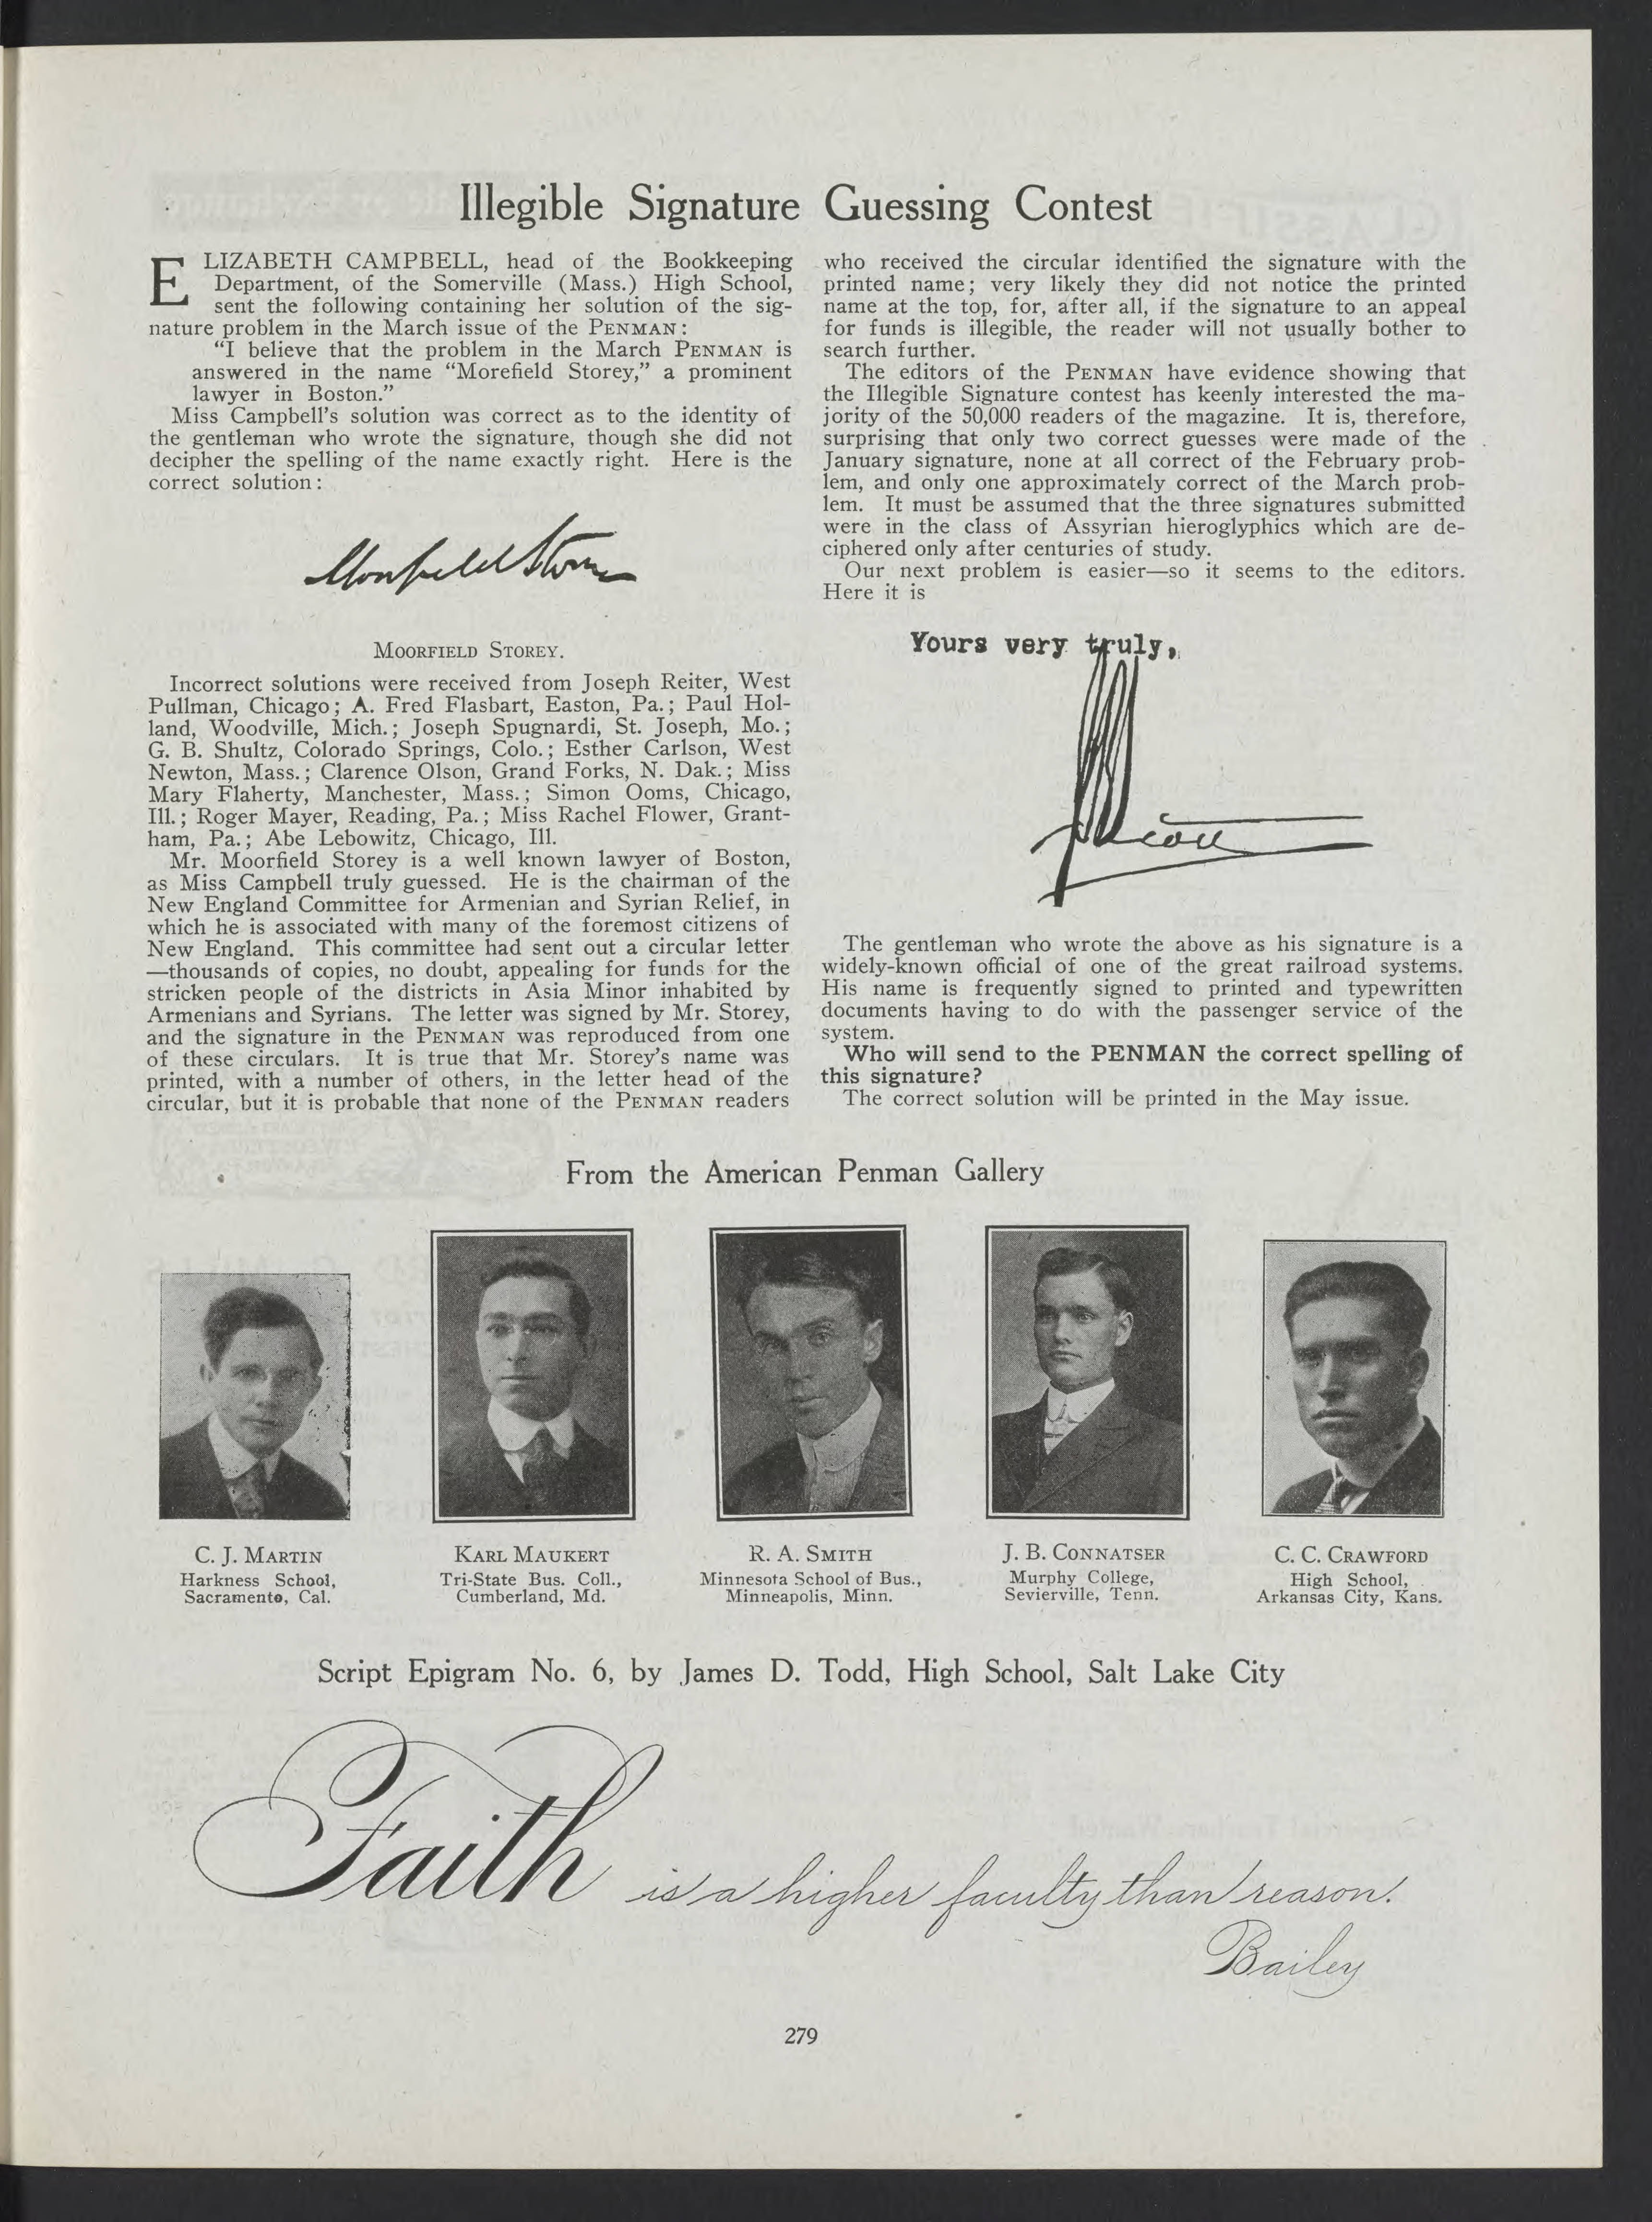 Illegible Signature Guessing Contest
ELIZABETH CAMPBELL, head of the Bookkeeping
Department, of the Somerville (Mass.) High School,
sent the following containing her solution of the sig-
nature problem in the March issue of the PENMAN:
"I believe that the problem in the March PENMAN is
answered in the name "Morefield Storey," a prominent
lawyer in Boston."
Miss Campbell's solution was correct as to the identity of
the gentleman who wrote the signature, though she did not
decipher the spelling of the name exactly right. Here is the
correct solution:
Moorfield Storey
MOORFIELD STOREY.
Incorrect solutions were received from Joseph Reiter, West
Pullman, Chicago; A. Fred Flasbart, Easton, Pa.; Paul Hol-
land, Woodville, Mich.; Joseph Spugnardi, St. Joseph, Mo.;
G. B. Shultz, Colorado Springs, Colo.; Esther Carlson, West
Newton, Mass.; Clarence Olson, Grand Forks, N. Dak.; Miss
Mary Flaherty, Manchester, Mass.; Simon Ooms, Chicago,
Ill.; Roger Mayer, Reading, Pa.; Miss Rachel Flower, Grant-
ham, Pa.; Abe Lebowitz, Chicago, Ill.
Mr. Moorfield Storey is a well known lawyer of Boston,
as Miss Campbell truly guessed. He is the chairman of the
New England Committee for Armenian and Syrian Relief, in
which he is associated with many of the foremost citizens of
New England. This committee had sent out a circular letter
—thousands of copies, no doubt, appealing for funds for the
stricken people of the districts in Asia Minor inhabited by
Armenians and Syrians. The letter was signed by Mr. Storey,
and the signature in the PENMAN was reproduced from one
of these circulars. It is true that Mr. Storey's name was
printed, with a number of others, in the letter head of the
circular, but it is probable that none of the PENMAN readers
who received the circular identified the signature with the
printed name; very likely they did not notice the printed
name at the top, for, after all, if the signature to an appeal
for funds is illegible, the reader will not usually bother to
search further.
The editors of the PENMAN have evidence showing that
the Illegible Signature contest has keenly interested the ma-
jority of the 50,000 readers of the magazine. It is, therefore,
surprising that only two correct guesses were made of the
January signature, none at all correct of the February prob-
lem, and only one approximately correct of the March prob-
lem. It must be assumed that the three signatures submitted
were in the class of Assyrian hieroglyphics which are de-
ciphered only after centuries of study.
Our next problem is easier—so it seems to the editors.
Here it is
Yours very truly,
The gentleman who wrote the above as his signature is a
widely-known official of one of the great railroad systems.
His name is frequently signed to printed and typewritten
documents having to do with the passenger service of the
system.
Who will send to the PENMAN the correct spelling of
this signature?
The correct solution will be printed in the May issue.
From the American Penman Gallery
C. J. MARTIN
Harkness School,
Sacramento, Cal.
KARL MAUKERT
Tri-State Bus. Coll.,
Cumberland, Md.
R. A. SMITH
Minnesota School of Bus.,
Minneapolis, Minn.
J. B. CONNATSER
Murphy College,
Sevierville, Tenn.
C. C. CRAWFORD
High School,
Arkansas City, Kans.
Script Epigram No. 6, by James D. Todd, High School, Salt Lake City
Faith is a higher faculty than reason.
Bailey
279